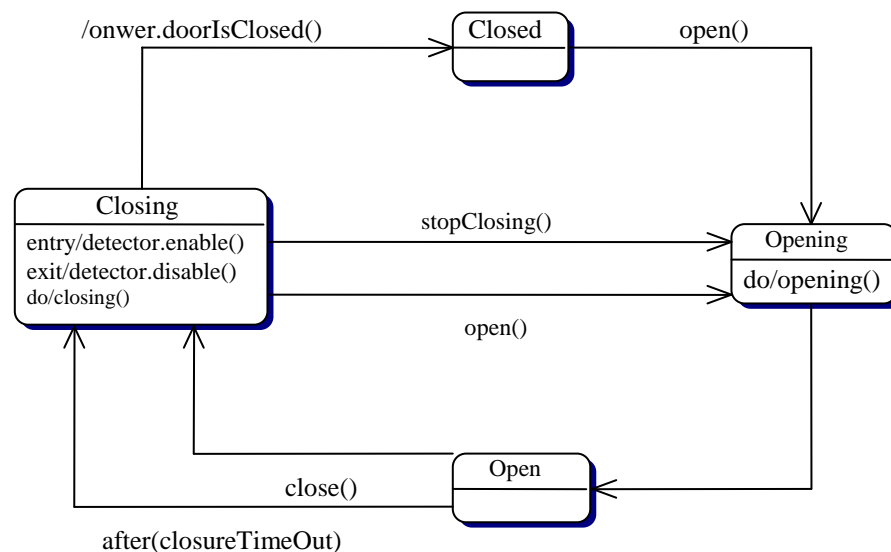 /onwer.doorIsClosed()
Closed
open()
Closing
entry/detector.enable()
exit/detector.disable()
do/closing()
stopClosing()
Opening
do/opening()
open()
Open
close()
after(closureTimeOut)